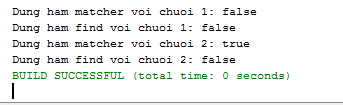 Dung ham matcher voi chuoi 1: false
Dung ham find voi chuoi 1: false
Dung ham matcher voi chuoi 2: true
Dung ham find voi chuoi 2: false
BUILD SUCCESSFUL (total time: 0 seconds)